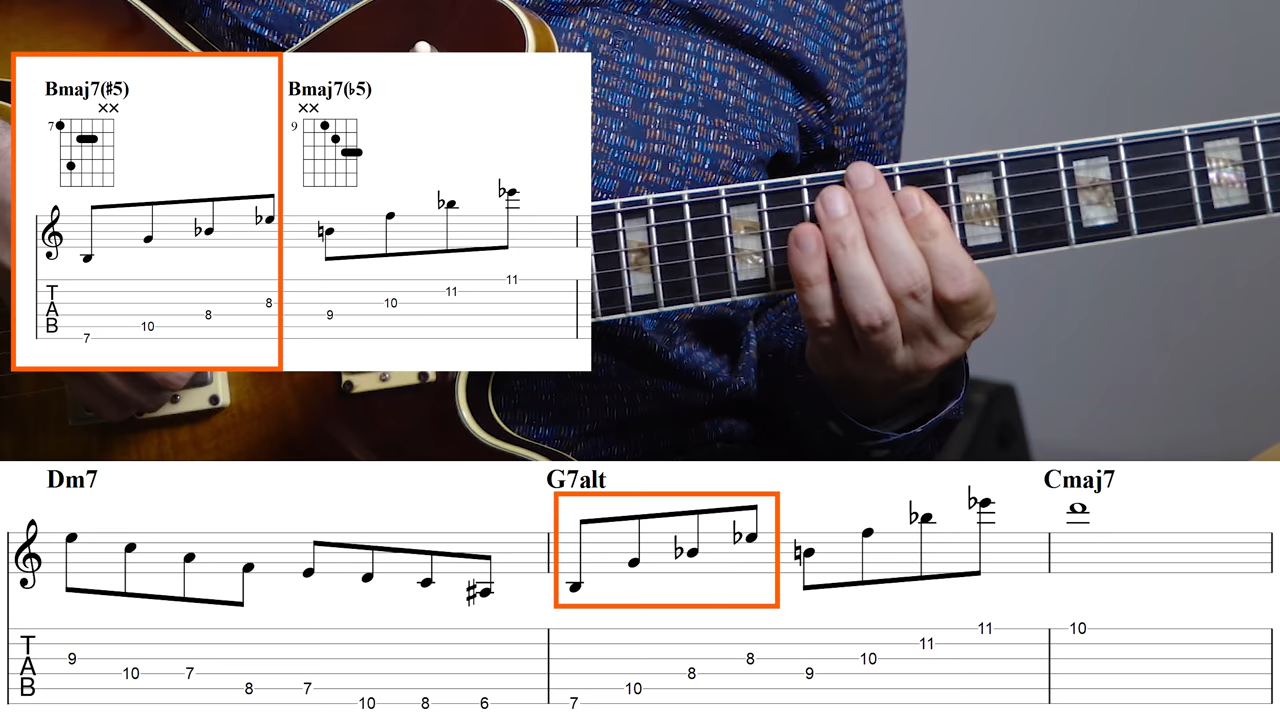 Bmaj7(#5) Bmaj7(♭5)
×× ××
7 9
T
A
B
7 10 8 8 9 10 11 11
Dm7 G7alt Cmaj7
T
A
B
9 10 7 8 7 10 8 6 7 10 8 8 9 10 11 11 10